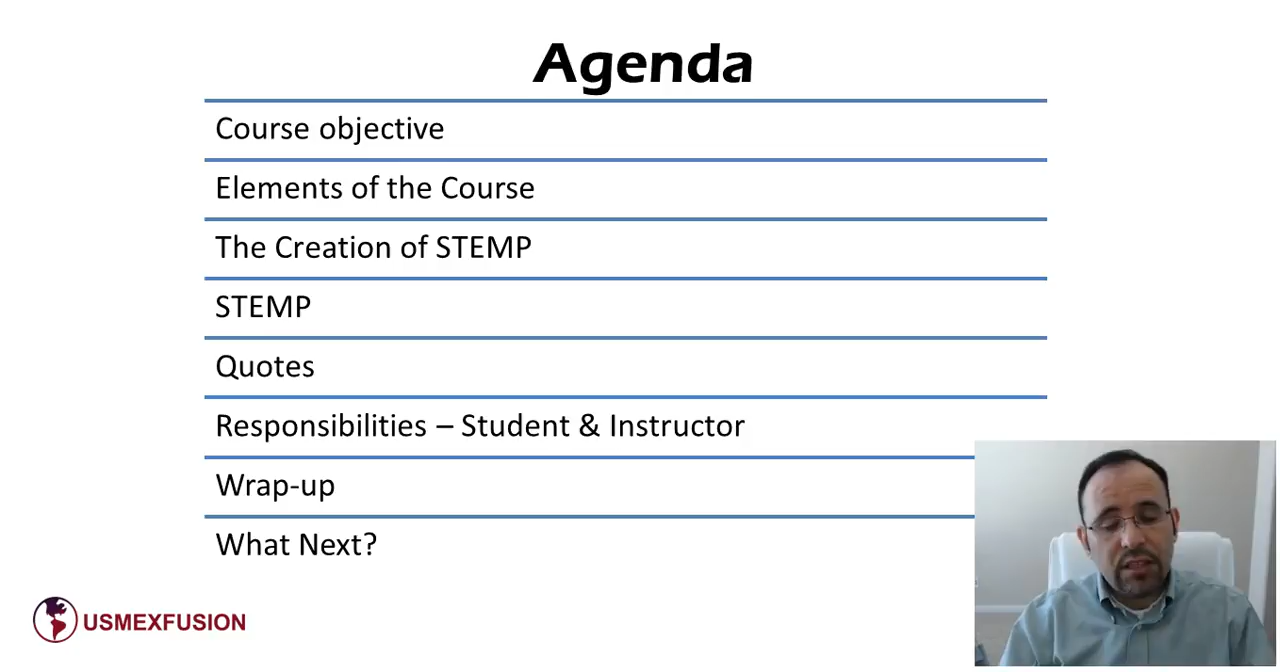 Agenda
Course objective
Elements of the Course
The Creation of STEMP
STEMP
Quotes
Responsibilities – Student & Instructor
Wrap-up
What Next?
USMEXFUSION